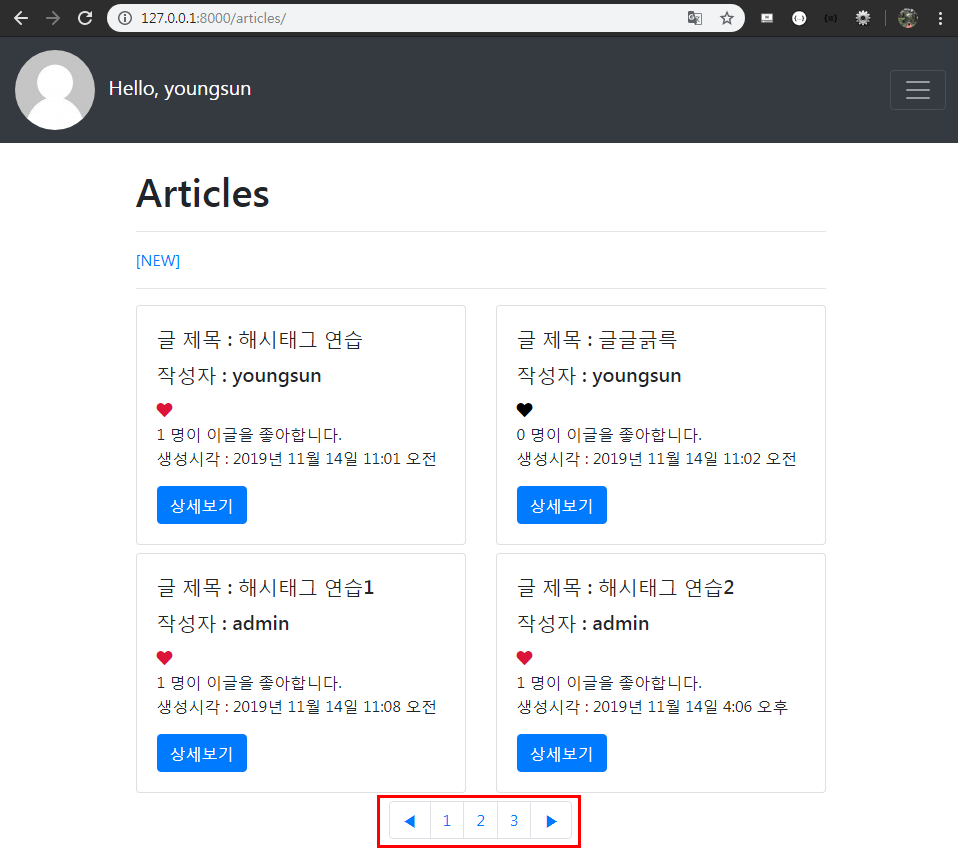 127.0.0.1:8000/articles/
Hello, youngsun
Articles
[NEW]
글 제목 : 해시태그 연습
작성자 : youngsun
1 명이 이글을 좋아합니다.
생성시각 : 2019년 11월 14일 11:01 오전
상세보기
글 제목 : 글글긁륵
작성자 : youngsun
0 명이 이글을 좋아합니다.
생성시각 : 2019년 11월 14일 11:02 오전
상세보기
글 제목 : 해시태그 연습1
작성자 : admin
1 명이 이글을 좋아합니다.
생성시각 : 2019년 11월 14일 11:08 오전
상세보기
글 제목 : 해시태그 연습2
작성자 : admin
1 명이 이글을 좋아합니다.
생성시각 : 2019년 11월 14일 4:06 오후
상세보기
◀ 1 2 3 ▶